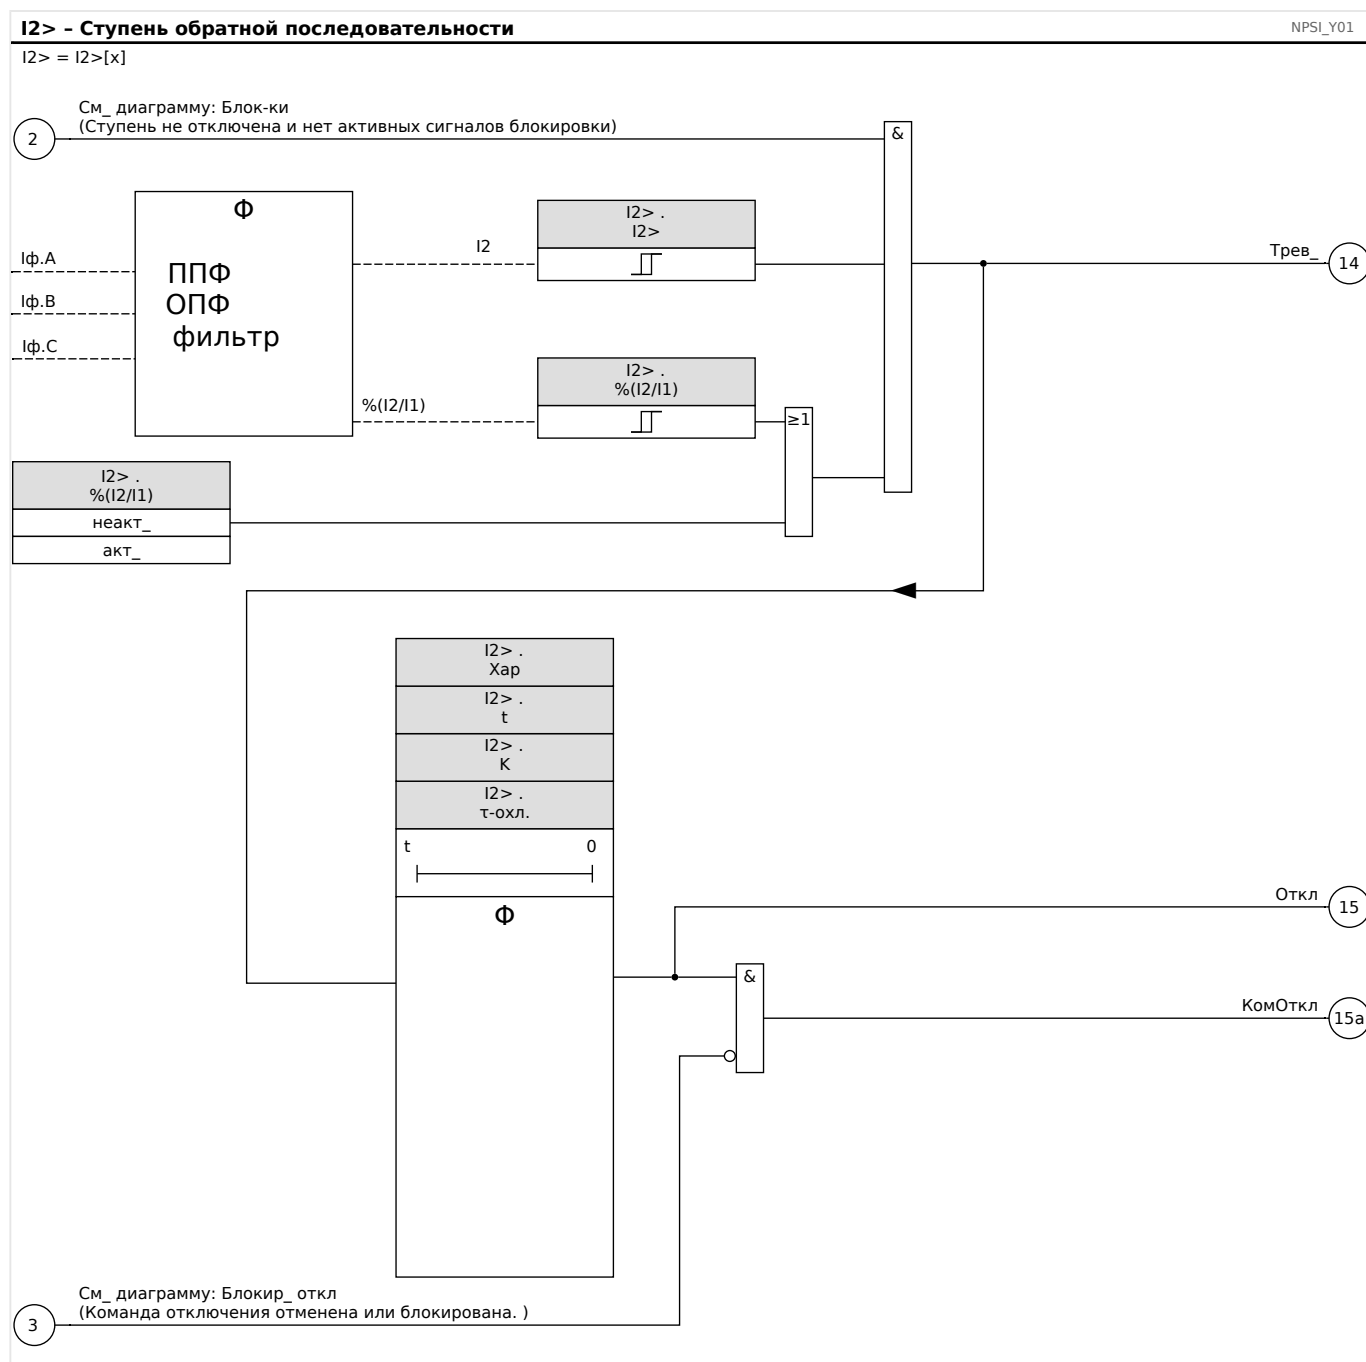 I2> – Ступень обратной последовательности
NPSI_Y01
I2> = I2>[x]
См_ диаграмму: Блок-ки
(Ступень не отключена и нет активных сигналов блокировки)
2
&
Φ
I2> .
I2>
I2
Трев_
14
Iф.A
ППФ
Iф.B
ОПФ
фильтр
Iф.C
I2> .
%(I2/I1)
%(I2/I1)
≥1
I2> .
%(I2/I1)
неакт_
акт_
I2> .
Хар
I2> .
t
I2> .
K
I2> .
τ-охл.
t 0
Φ
Откл
15
&
КомОткл
15a
См_ диаграмму: Блокир_ откл
(Команда отключения отменена или блокирована. )
3